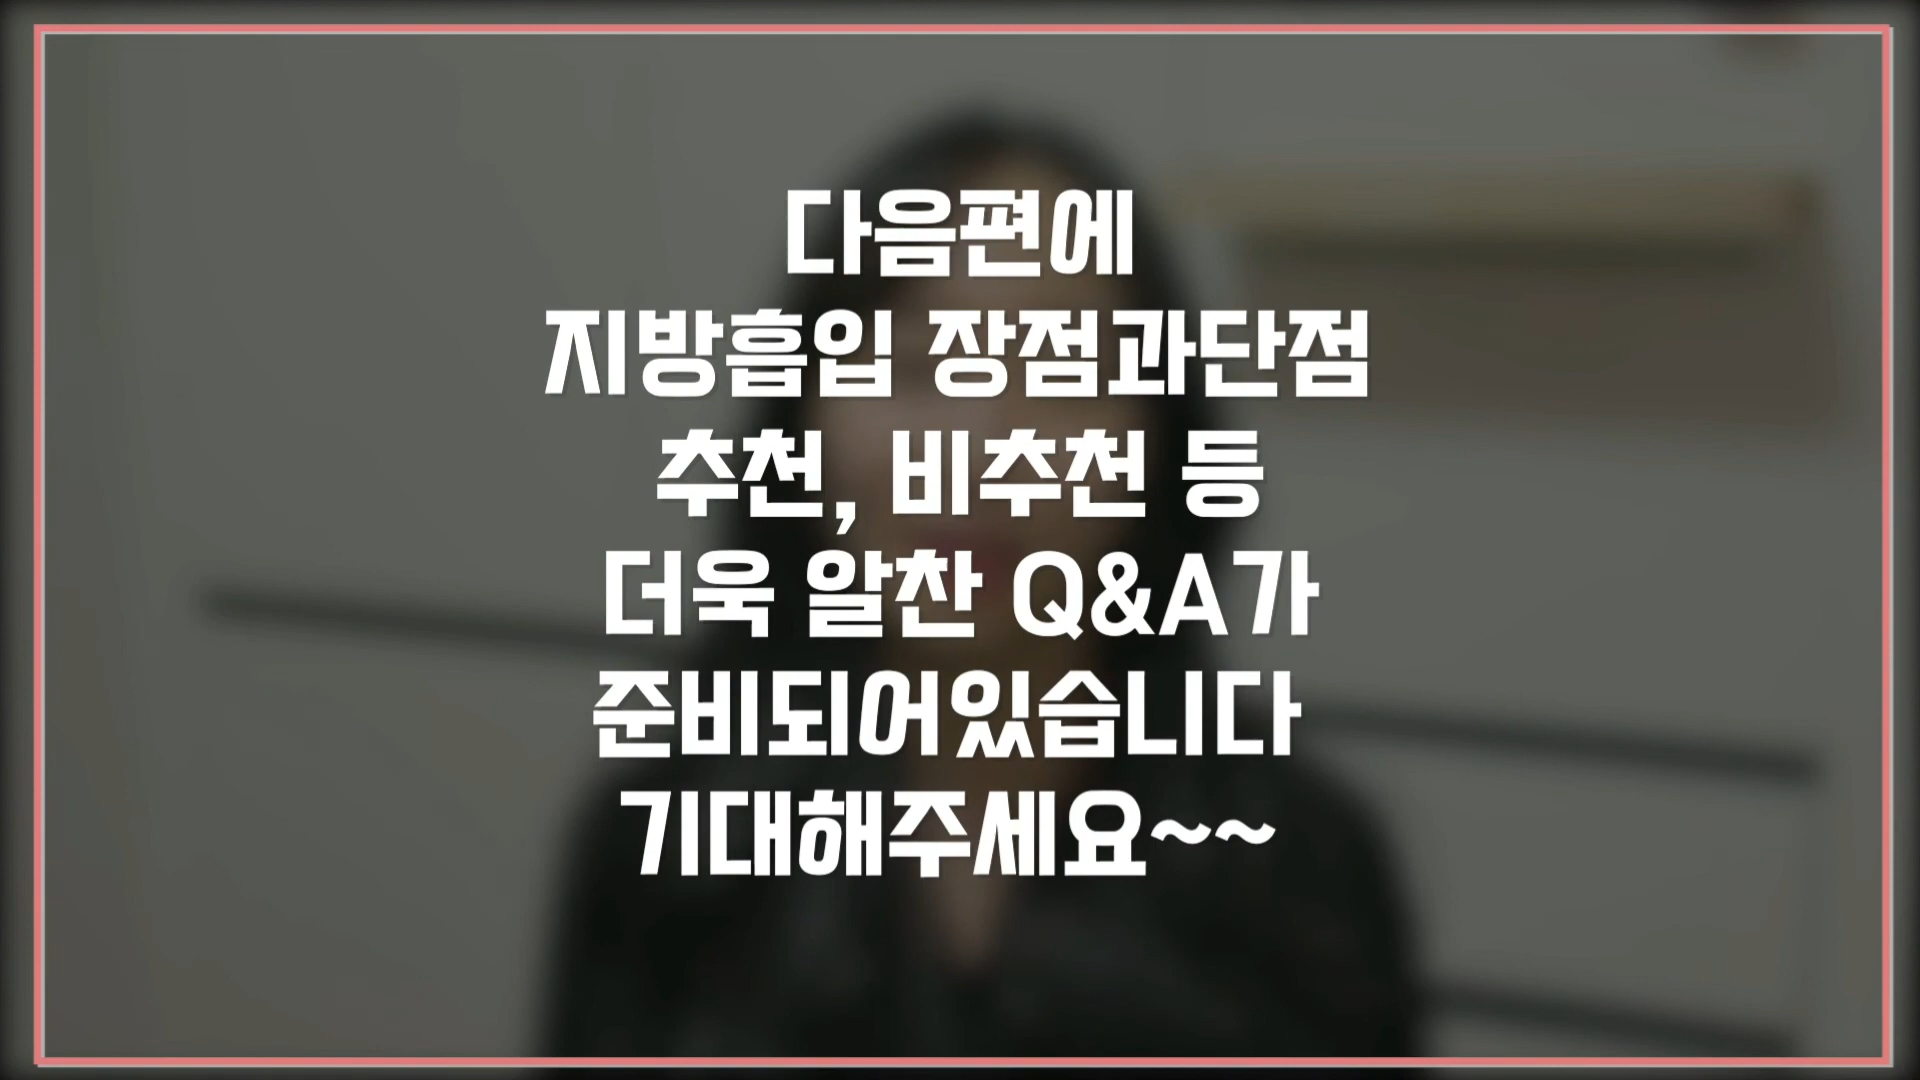 다음편에
지방흡입 장점과단점
추천, 비추천 등
더욱 알찬 Q&A가
준비되어있습니다
기대해주세요~~